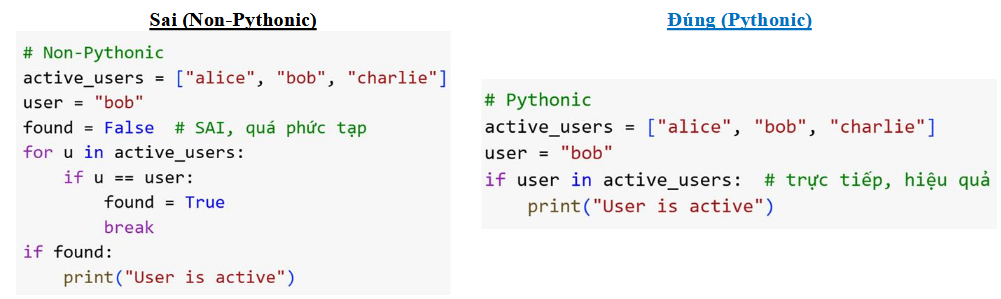 Sai (Non-Pythonic)
# Non-Pythonic
active_users = ["alice", "bob", "charlie"]
user = "bob"
found = False  # SAI, quá phức tạp
for u in active_users:
    if u == user:
        found = True
        break
if found:
    print("User is active")
Đúng (Pythonic)
# Pythonic
active_users = ["alice", "bob", "charlie"]
user = "bob"
if user in active_users:  # trực tiếp, hiệu quả
    print("User is active")